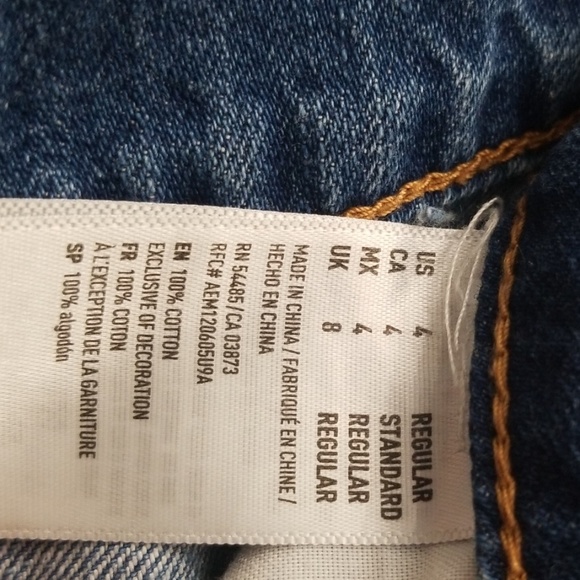 US 4 REGULAR
CA 4 STANDARD
MX 4 REGULAR
UK 8 REGULAR
MADE IN CHINA / FABRIQUÉ EN CHINE /
HECHO EN CHINA
RN 54485 / CA 03873
RFC# AEM120605U9A
EN 100% COTTON
EXCLUSIVE OF DECORATION
FR 100% COTON
À L'EXCEPTION DE LA GARNITURE
SP 100% algodón